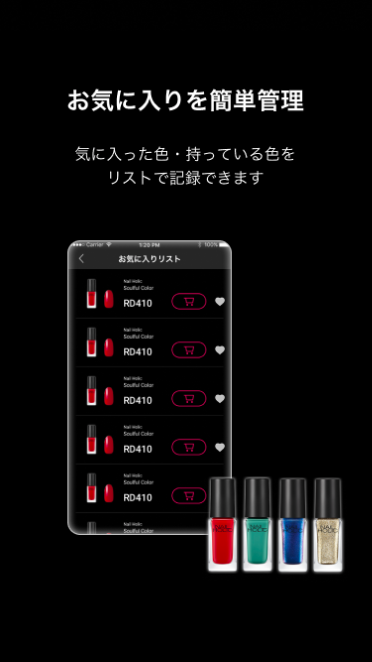 お気に入りを簡単管理
気に入った色・持っている色を
リストで記録できます
Carrier 1:20 PM 100%
お気に入りリスト
Nail Holic
Soulful Color
RD410
Nail Holic
Soulful Color
RD410
Nail Holic
Soulful Color
RD410
Nail Holic
Soulful Color
RD410
Nail Holic
Soulful Color
RD410
Nail Holic
Soulful Color
NAIL HOLIC
NAIL HOLIC
NAIL HOLIC
NAIL HOLIC